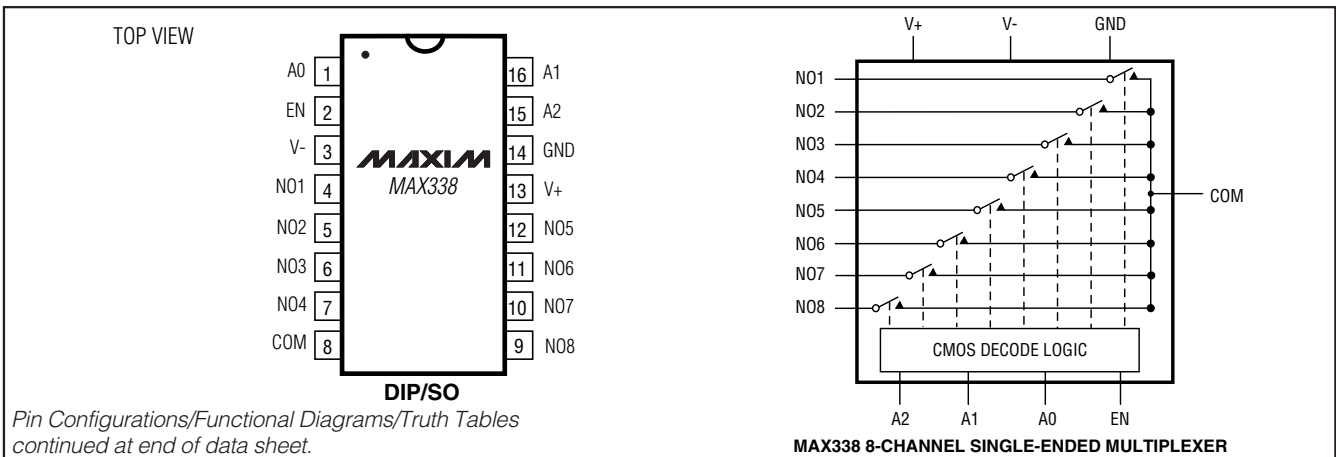 TOP VIEW
A0 1
EN 2
V- 3
NO1 4
NO2 5
NO3 6
NO4 7
COM 8
MAXIM
MAX338
16 A1
15 A2
14 GND
13 V+
12 NO5
11 NO6
10 NO7
9 NO8
DIP/SO
Pin Configurations/Functional Diagrams/Truth Tables
continued at end of data sheet.
V+ V- GND
NO1
NO2
NO3
NO4
NO5
NO6
NO7
NO8
COM
CMOS DECODE LOGIC
A2 A1 A0 EN
MAX338 8-CHANNEL SINGLE-ENDED MULTIPLEXER